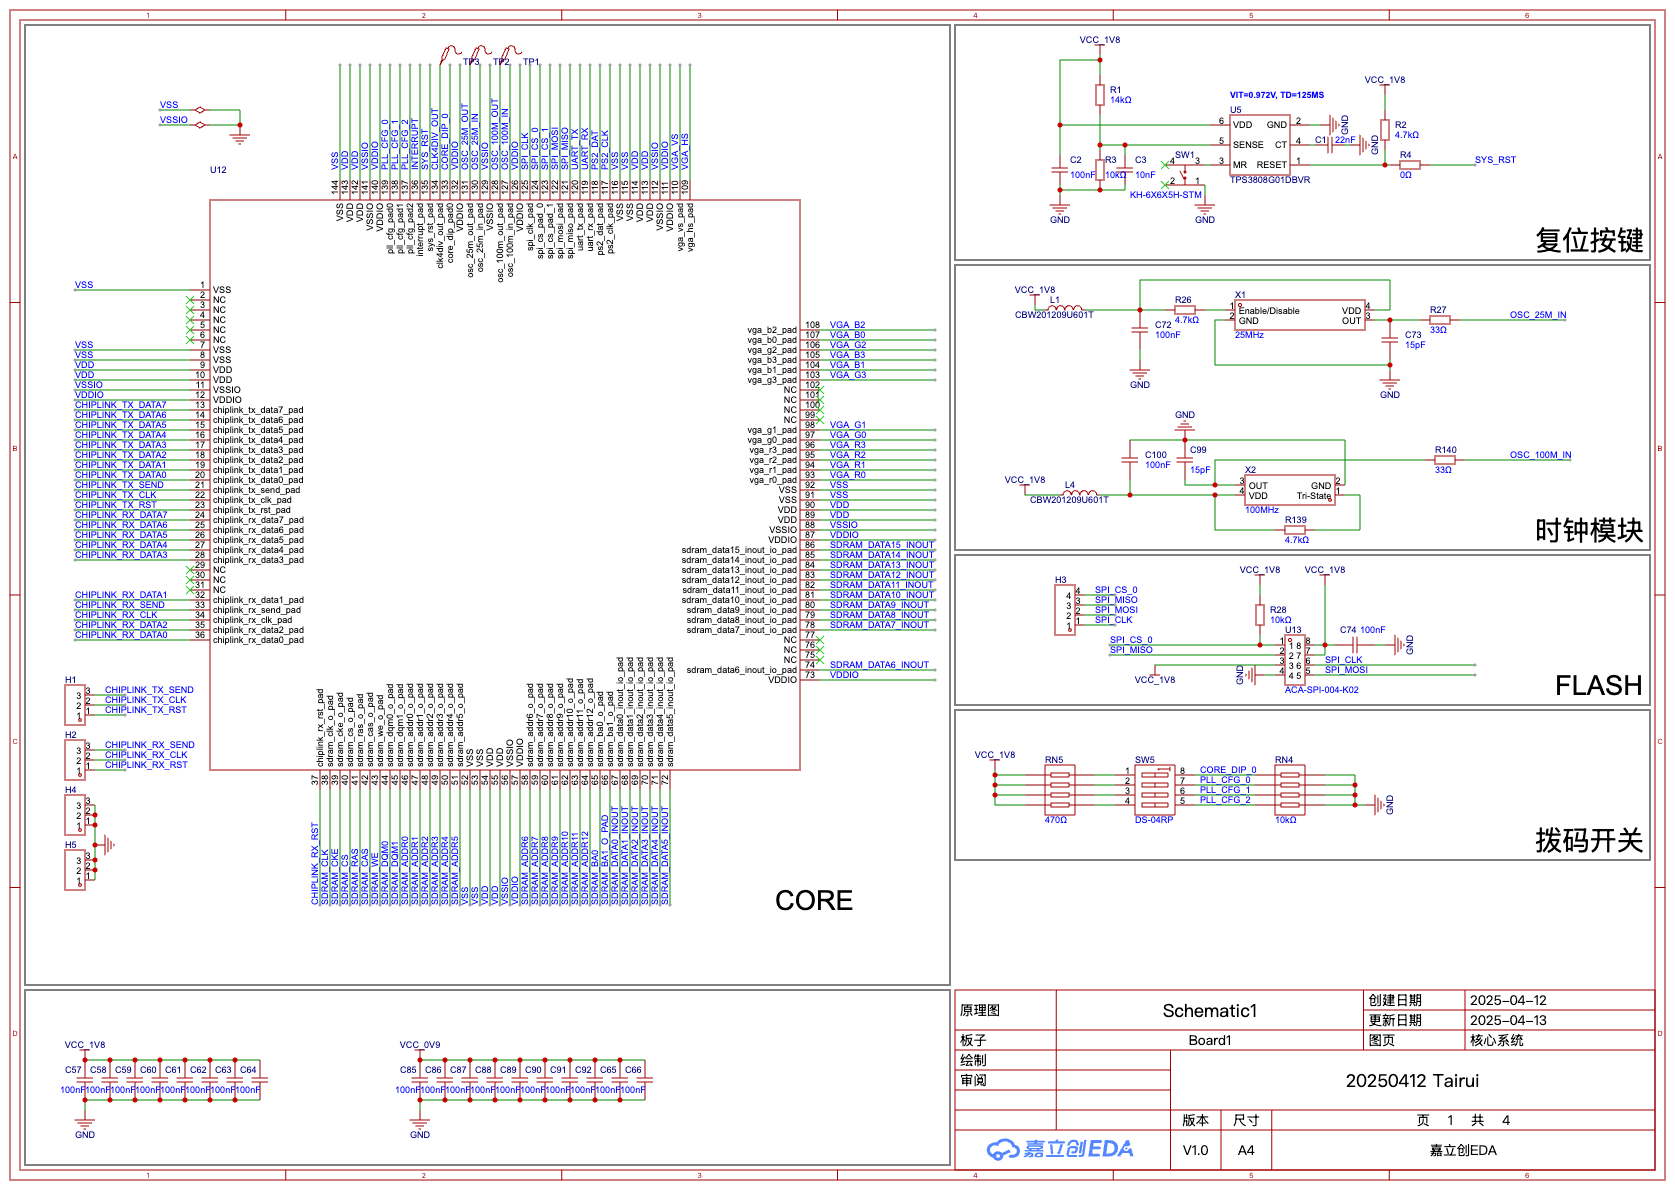 VSS
VSSIO
U12
TP3
TP2
TP1
VSS
VDD
VDD
VSSIO
VDDIO
PLL_CFG_0
PLL_CFG_1
PLL_CFG_2
INTERRUPT
SYS_RST
CLK4DIV_OUT
CORE_DIP_0
VDDIO
OSC_25M_OUT
OSC_25M_IN
VSSIO
OSC_100M_OUT
OSC_100M_IN
VDDIO
SPI_CLK
SPI_CS_0
SPI_CS_1
SPI_MOSI
SPI_MISO
UART_TX
UART_RX
PS2_DAT
PS2_CLK
VSS
VSS
VDD
VDD
VSSIO
VDDIO
VGA_VS
VGA_HS
144 143 142 141 140 139 138 137 136 135 134 133 132 131 130 129 128 127 126 125 124 123 122 121 120 119 118 117 116 115 114 113 112 111 110 109
VSS
VDD
VDD
VSSIO
VDDIO
pll_cfg_pad0
pll_cfg_pad1
pll_cfg_pad2
interrupt_pad
sys_rst_pad
clk4div_out_pad
core_dip_pad0
VDDIO
osc_25m_out_pad
osc_25m_in_pad
VSSIO
osc_100m_out_pad
osc_100m_in_pad
VDDIO
spi_clk_pad
spi_cs_pad_0
spi_cs_pad_1
spi_mosi_pad
spi_miso_pad
uart_tx_pad
uart_rx_pad
ps2_dat_pad
ps2_clk_pad
VSS
VSS
VDD
VDD
VSSIO
VDDIO
vga_vs_pad
vga_hs_pad
VSS 1 VSS
2 NC
3 NC
4 NC
5 NC
6 NC
VSS 7 VSS
VSS 8 VSS
VDD 9 VDD
VDD 10 VDD
VSSIO 11 VSSIO
VDDIO 12 VDDIO
CHIPLINK_TX_DATA7 13 chiplink_tx_data7_pad
CHIPLINK_TX_DATA6 14 chiplink_tx_data6_pad
CHIPLINK_TX_DATA5 15 chiplink_tx_data5_pad
CHIPLINK_TX_DATA4 16 chiplink_tx_data4_pad
CHIPLINK_TX_DATA3 17 chiplink_tx_data3_pad
CHIPLINK_TX_DATA2 18 chiplink_tx_data2_pad
CHIPLINK_TX_DATA1 19 chiplink_tx_data1_pad
CHIPLINK_TX_DATA0 20 chiplink_tx_data0_pad
CHIPLINK_TX_SEND 21 chiplink_tx_send_pad
CHIPLINK_TX_CLK 22 chiplink_tx_clk_pad
CHIPLINK_TX_RST 23 chiplink_tx_rst_pad
CHIPLINK_RX_DATA7 24 chiplink_rx_data7_pad
CHIPLINK_RX_DATA6 25 chiplink_rx_data6_pad
CHIPLINK_RX_DATA5 26 chiplink_rx_data5_pad
CHIPLINK_RX_DATA4 27 chiplink_rx_data4_pad
CHIPLINK_RX_DATA3 28 chiplink_rx_data3_pad
29 NC
30 NC
31 NC
CHIPLINK_RX_DATA1 32 chiplink_rx_data1_pad
CHIPLINK_RX_SEND 33 chiplink_rx_send_pad
CHIPLINK_RX_CLK 34 chiplink_rx_clk_pad
CHIPLINK_RX_DATA2 35 chiplink_rx_data2_pad
CHIPLINK_RX_DATA0 36 chiplink_rx_data0_pad
vga_b2_pad 108 VGA_B2
vga_b0_pad 107 VGA_B0
vga_g2_pad 106 VGA_G2
vga_b3_pad 105 VGA_B3
vga_b1_pad 104 VGA_B1
vga_g3_pad 103 VGA_G3
NC 102
NC 101
NC 100
NC 99
vga_g1_pad 98 VGA_G1
vga_g0_pad 97 VGA_G0
vga_r3_pad 96 VGA_R3
vga_r2_pad 95 VGA_R2
vga_r1_pad 94 VGA_R1
vga_r0_pad 93 VGA_R0
VSS 92 VSS
VSS 91 VSS
VDD 90 VDD
VDD 89 VDD
VSSIO 88 VSSIO
VDDIO 87 VDDIO
sdram_data15_inout_io_pad 86 SDRAM_DATA15_INOUT
sdram_data14_inout_io_pad 85 SDRAM_DATA14_INOUT
sdram_data13_inout_io_pad 84 SDRAM_DATA13_INOUT
sdram_data12_inout_io_pad 83 SDRAM_DATA12_INOUT
sdram_data11_inout_io_pad 82 SDRAM_DATA11_INOUT
sdram_data10_inout_io_pad 81 SDRAM_DATA10_INOUT
sdram_data9_inout_io_pad 80 SDRAM_DATA9_INOUT
sdram_data8_inout_io_pad 79 SDRAM_DATA8_INOUT
sdram_data7_inout_io_pad 78 SDRAM_DATA7_INOUT
NC 77
NC 76
NC 75
sdram_data6_inout_io_pad 74 SDRAM_DATA6_INOUT
VDDIO 73 VDDIO
chiplink_rx_rst_pad
sdram_clk_o_pad
sdram_cke_o_pad
sdram_cs_o_pad
sdram_ras_o_pad
sdram_cas_o_pad
sdram_we_o_pad
sdram_dqm0_o_pad
sdram_dqm1_o_pad
sdram_addr0_o_pad
sdram_addr1_o_pad
sdram_addr2_o_pad
sdram_addr3_o_pad
sdram_addr4_o_pad
sdram_addr5_o_pad
VSS
VSS
VDD
VDD
VSSIO
VDDIO
sdram_addr6_o_pad
sdram_addr7_o_pad
sdram_addr8_o_pad
sdram_addr9_o_pad
sdram_addr10_o_pad
sdram_addr11_o_pad
sdram_addr12_o_pad
sdram_ba0_o_pad
sdram_ba1_o_pad
sdram_data0_inout_io_pad
sdram_data1_inout_io_pad
sdram_data2_inout_io_pad
sdram_data3_inout_io_pad
sdram_data4_inout_io_pad
sdram_data5_inout_io_pad
37 38 39 40 41 42 43 44 45 46 47 48 49 50 51 52 53 54 55 56 57 58 59 60 61 62 63 64 65 66 67 68 69 70 71 72
CHIPLINK_RX_RST
SDRAM_CLK
SDRAM_CKE
SDRAM_CS
SDRAM_RAS
SDRAM_CAS
SDRAM_WE
SDRAM_DQM0
SDRAM_DQM1
SDRAM_ADDR0
SDRAM_ADDR1
SDRAM_ADDR2
SDRAM_ADDR3
SDRAM_ADDR4
SDRAM_ADDR5
VSS
VSS
VDD
VDD
VSSIO
VDDIO
SDRAM_ADDR6
SDRAM_ADDR7
SDRAM_ADDR8
SDRAM_ADDR9
SDRAM_ADDR10
SDRAM_ADDR11
SDRAM_ADDR12
SDRAM_BA0
SDRAM_BA1_O_PAD
SDRAM_DATA0_INOUT
SDRAM_DATA1_INOUT
SDRAM_DATA2_INOUT
SDRAM_DATA3_INOUT
SDRAM_DATA4_INOUT
SDRAM_DATA5_INOUT
H1
3 3 CHIPLINK_TX_SEND
2 2 CHIPLINK_TX_CLK
1 1 CHIPLINK_TX_RST
H2
3 3 CHIPLINK_RX_SEND
2 2 CHIPLINK_RX_CLK
1 1 CHIPLINK_RX_RST
H4
3 3
2 2
1 1
H5
3 3
2 2
1 1
CORE
VCC_1V8
C57 C58 C59 C60 C61 C62 C63 C64
100nF 100nF 100nF 100nF 100nF 100nF 100nF 100nF
GND
VCC_0V9
C85 C86 C87 C88 C89 C90 C91 C92 C65 C66
100nF 100nF 100nF 100nF 100nF 100nF 100nF 100nF 100nF 100nF
GND
VCC_1V8
R1
14kΩ
C2
100nF
R3
10kΩ
C3
10nF
GND
SW1
4 3
2 1
KH-6X6X5H-STM
GND
VIT=0.972V, TD=125MS
U5
6 VDD GND 2
5 SENSE CT 4
3 MR RESET 1
TPS3808G01DBVR
GND
C1 22nF
GND
VCC_1V8
R2
4.7kΩ
R4
0Ω
SYS_RST
复位按键
VCC_1V8
L1
CBW201209U601T
C72
100nF
GND
R26
4.7kΩ
X1
1 Enable/Disable VDD 4
2 GND OUT 3
25MHz
R27
33Ω
C73
15pF
GND
OSC_25M_IN
GND
C100
100nF
C99
15pF
VCC_1V8
L4
CBW201209U601T
X2
3 OUT GND 2
4 VDD Tri-State 1
100MHz
R139
4.7kΩ
R140
33Ω
OSC_100M_IN
时钟模块
H3
4 4 SPI_CS_0
3 3 SPI_MISO
2 2 SPI_MOSI
1 1 SPI_CLK
VCC_1V8
VCC_1V8
R28
10kΩ
U13
SPI_CS_0 1 1 8 8
SPI_MISO 2 2 7 7
3 3 6 6 SPI_CLK
4 4 5 5 SPI_MOSI
ACA-SPI-004-K02
C74 100nF
GND
VCC_1V8
GND
FLASH
VCC_1V8
RN5
470Ω
SW5
1 8 CORE_DIP_0
2 7 PLL_CFG_0
3 6 PLL_CFG_1
4 5 PLL_CFG_2
DS-04RP
RN4
10kΩ
GND
拨码开关
原理图 Schematic1 创建日期 2025-04-12
更新日期 2025-04-13
板子 Board1 图页 核心系统
绘制
审阅
20250412 Tairui
版本 尺寸 页 1 共 4
嘉立创EDA V1.0 A4 嘉立创EDA
1 2 3 4 5 6
A B C D
1 2 3 4 5 6
A B C D